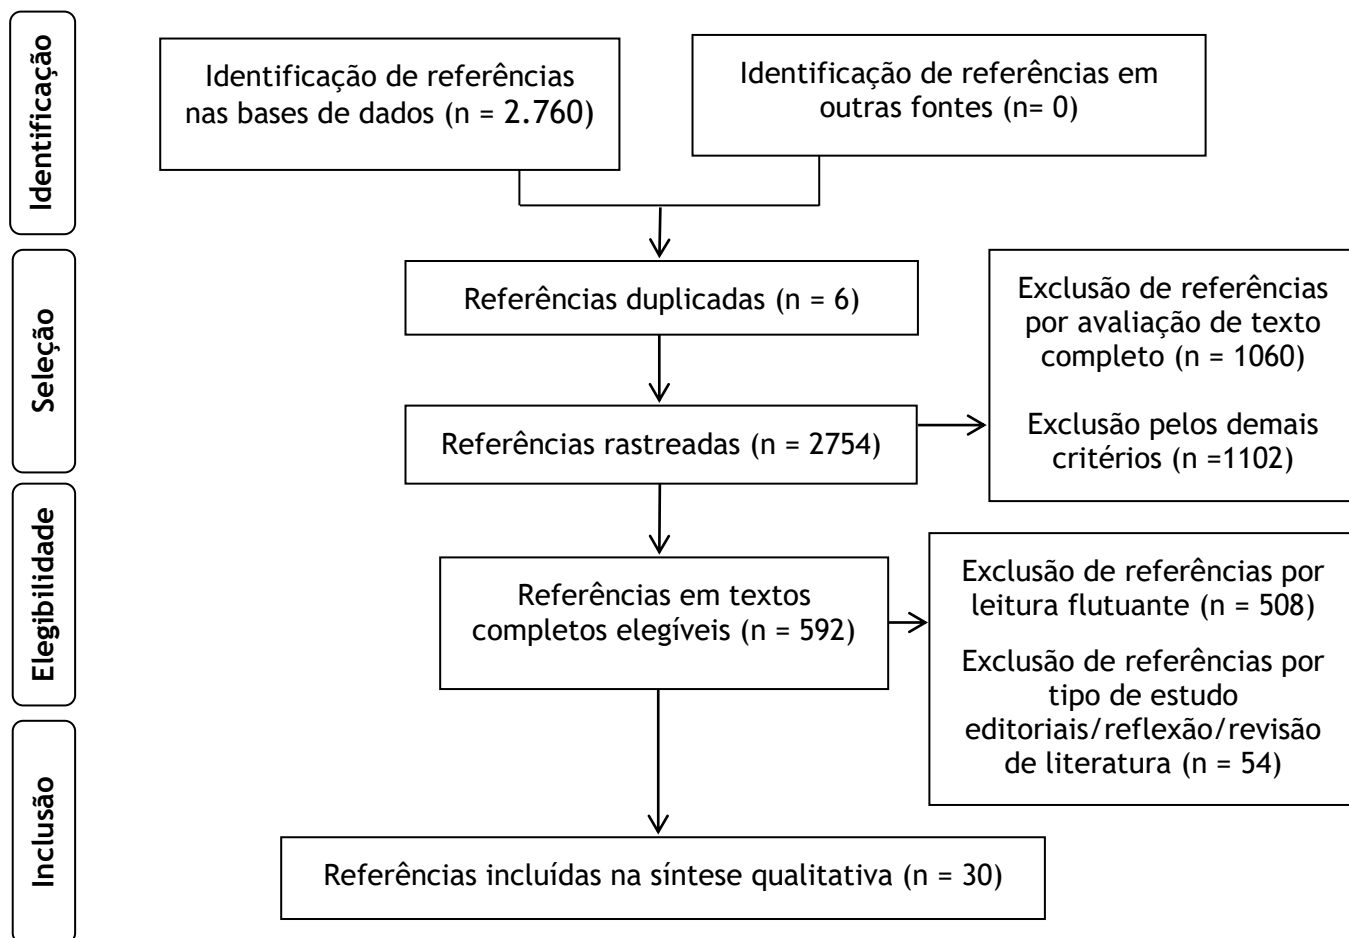 Identificação
Identificação de referências
nas bases de dados (n = 2.760)
Identificação de referências em
outras fontes (n= 0)
Seleção
Referências duplicadas (n = 6)
Referências rastreadas (n = 2754)
Exclusão de referências
por avaliação de texto
completo (n = 1060)
Exclusão pelos demais
critérios (n =1102)
Elegibilidade
Referências em textos
completos elegíveis (n = 592)
Exclusão de referências por
leitura flutuante (n = 508)
Exclusão de referências por
tipo de estudo
editoriais/reflexão/revisão
de literatura (n = 54)
Inclusão
Referências incluídas na síntese qualitativa (n = 30)